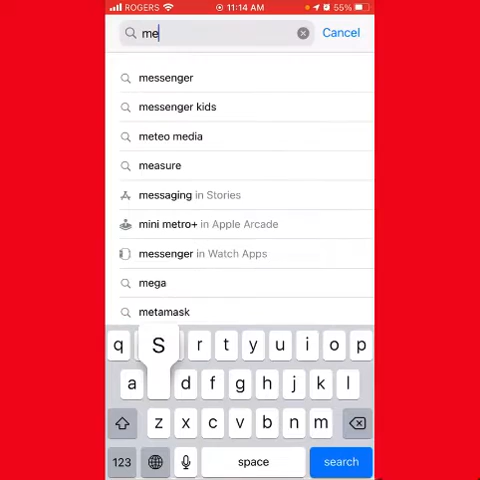 ROGERS 11:14 AM 55%
me Cancel
messenger
messenger kids
meteo media
measure
messaging in Stories
mini metro+ in Apple Arcade
messenger in Watch Apps
mega
metamask
q S r t y u i o p
a d f g h j k l
z x c v b n m
123 space search